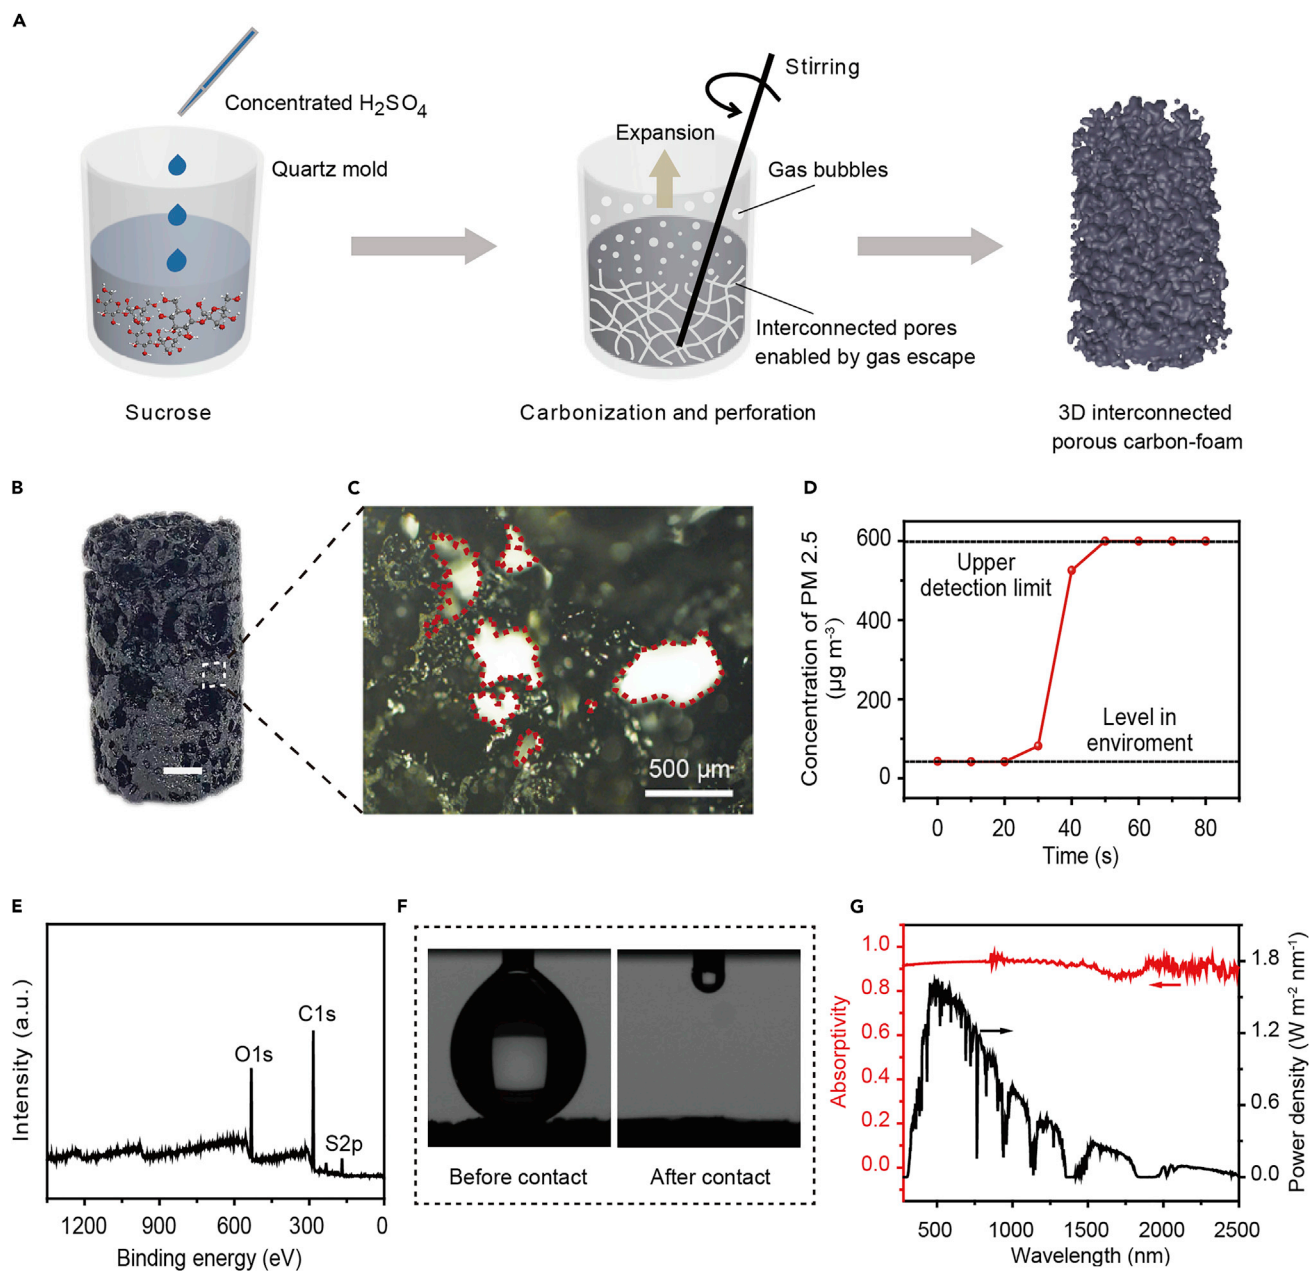 A
Concentrated H₂SO₄
Quartz mold
Sucrose
Stirring
Expansion
Gas bubbles
Interconnected pores
enabled by gas escape
Carbonization and perforation
3D interconnected
porous carbon-foam
B
C
500 µm
D
Concentration of PM 2.5
(µg m⁻³)
600
400
200
0
Upper
detection limit
Level in
enviroment
0 20 40 60 80
Time (s)
E
Intensity (a.u.)
O1s
C1s
S2p
1200 900 600 300 0
Binding energy (eV)
F
Before contact
After contact
G
Absorptivity
1.0
0.8
0.6
0.4
0.2
0.0
1.8
1.2
0.6
0.0
Power density (W m⁻² nm⁻¹)
500 1000 1500 2000 2500
Wavelength (nm)